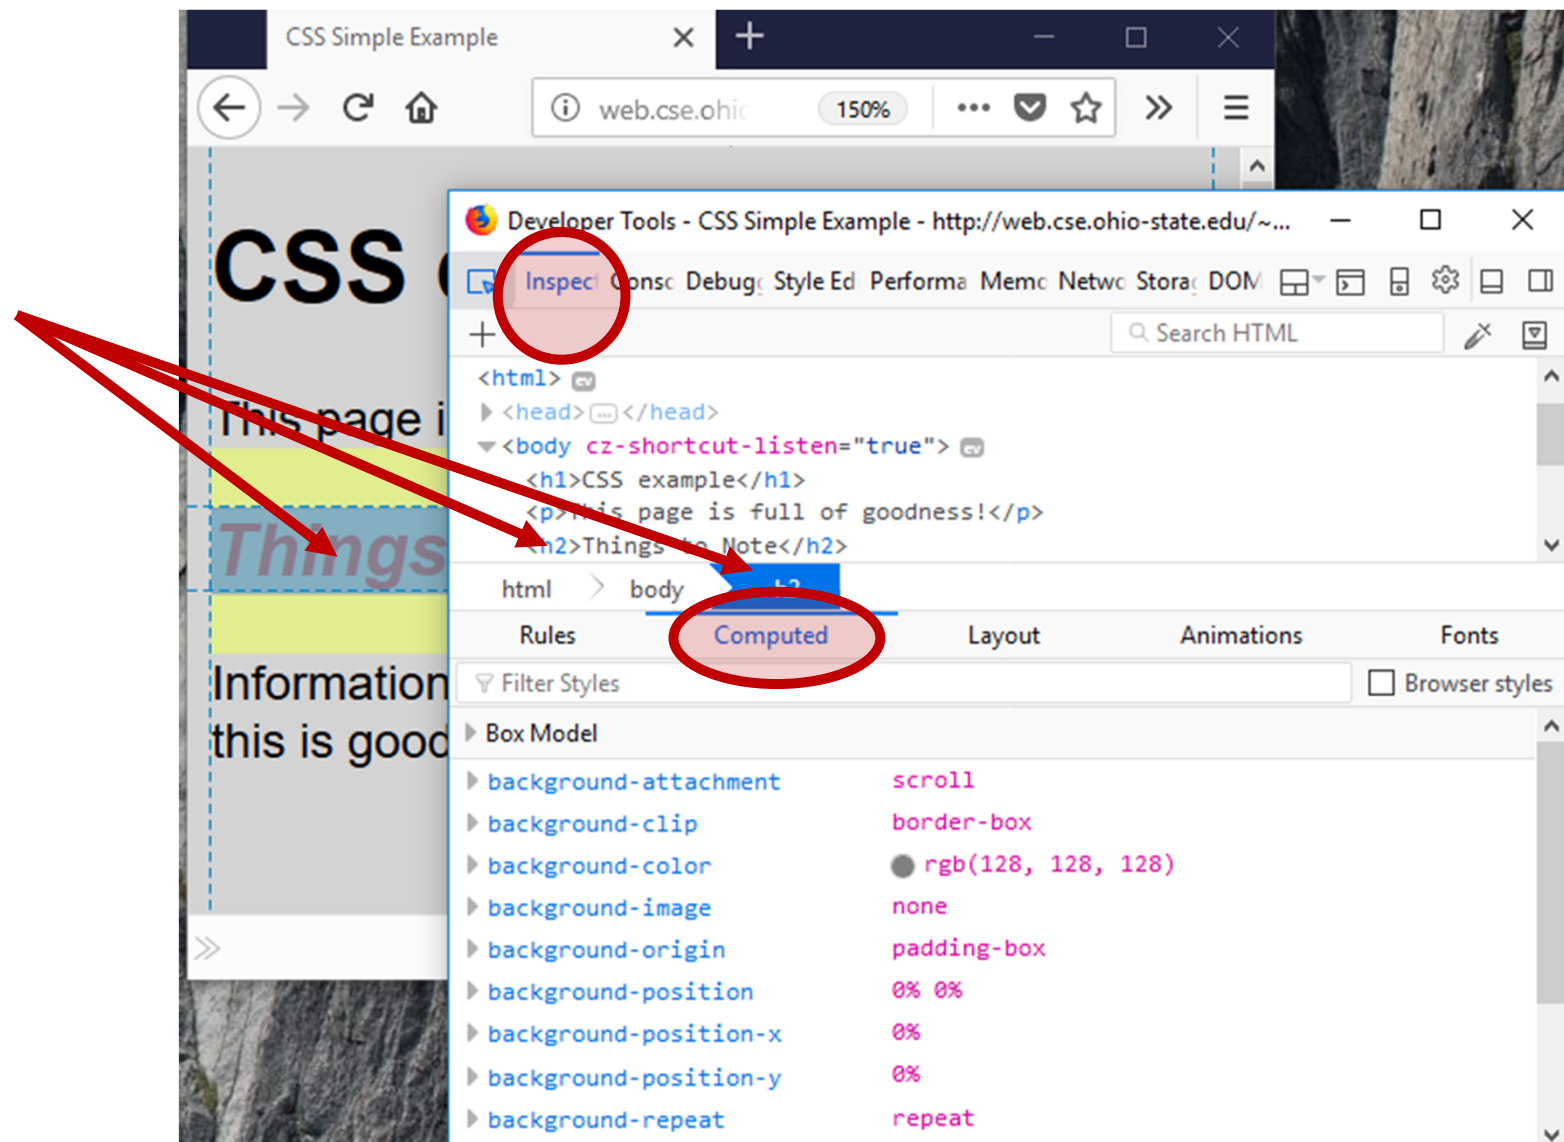 CSS Simple Example
web.cse.ohic
150%
CSS
This page i
Things
Information
this is good
Developer Tools - CSS Simple Example - http://web.cse.ohio-state.edu/~...
Inspect Consc Debug Style Ed Performa Memo Netwo Stora DOM
Search HTML
<html> ev
<head>...</head>
<body cz-shortcut-listen="true"> ev
<h1>CSS example</h1>
<p>This page is full of goodness!</p>
<h2>Things to Note</h2>
html body h2
Rules Computed Layout Animations Fonts
Filter Styles Browser styles
Box Model
background-attachment scroll
background-clip border-box
background-color rgb(128, 128, 128)
background-image none
background-origin padding-box
background-position 0% 0%
background-position-x 0%
background-position-y 0%
background-repeat repeat